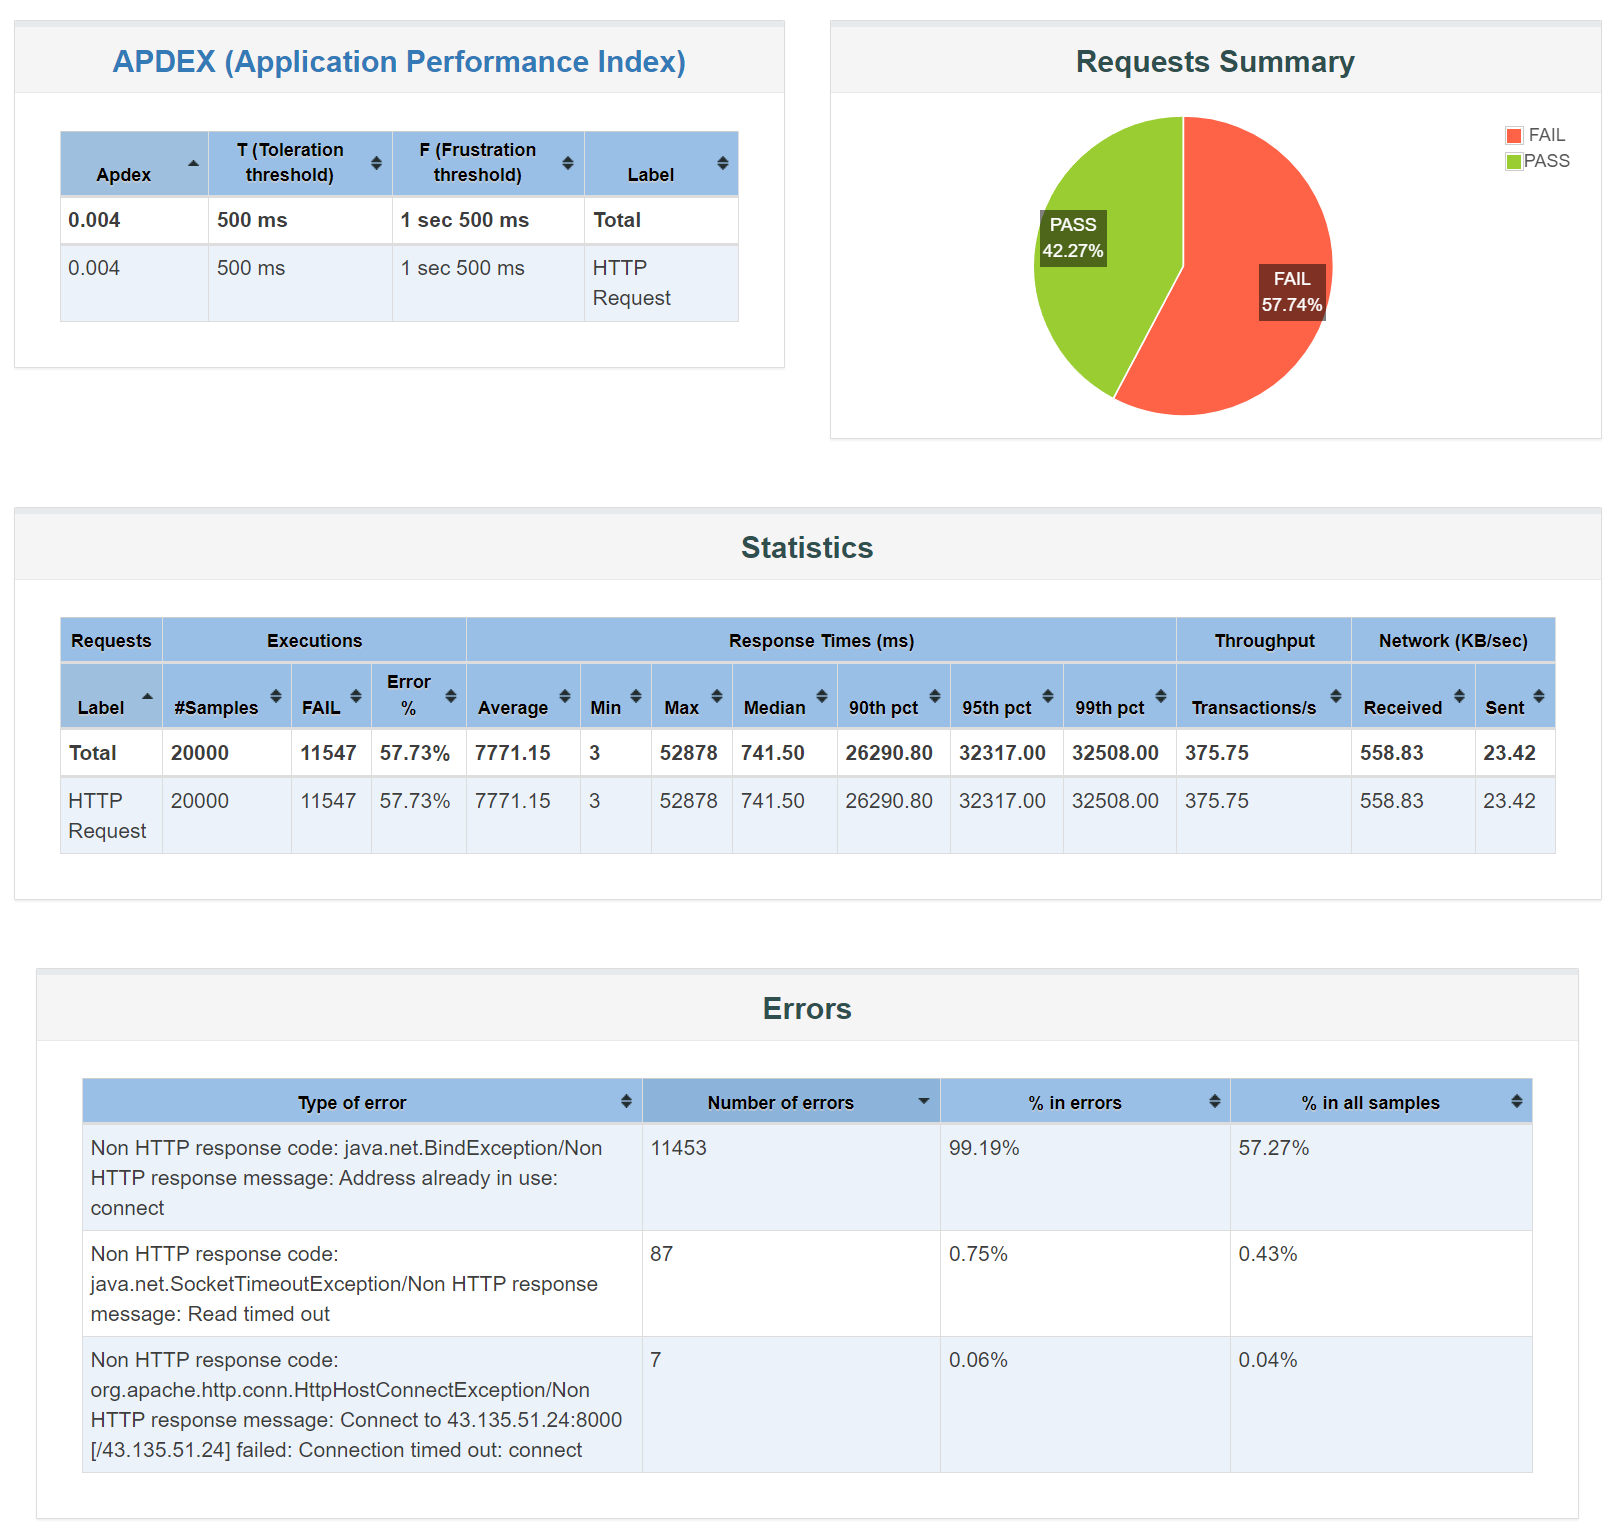 APDEX (Application Performance Index)
Apdex
T (Toleration
threshold)
F (Frustration
threshold)
Label
0.004 500 ms 1 sec 500 ms Total
0.004 500 ms 1 sec 500 ms HTTP
Request
Requests Summary
FAIL
PASS
PASS
42.27%
FAIL
57.74%
Statistics
Requests Executions Response Times (ms) Throughput Network (KB/sec)
Label #Samples FAIL Error
% Average Min Max Median 90th pct 95th pct 99th pct Transactions/s Received Sent
Total 20000 11547 57.73% 7771.15 3 52878 741.50 26290.80 32317.00 32508.00 375.75 558.83 23.42
HTTP
Request 20000 11547 57.73% 7771.15 3 52878 741.50 26290.80 32317.00 32508.00 375.75 558.83 23.42
Errors
Type of error Number of errors % in errors % in all samples
Non HTTP response code: java.net.BindException/Non 11453 99.19% 57.27%
HTTP response message: Address already in use:
connect
Non HTTP response code: 87 0.75% 0.43%
java.net.SocketTimeoutException/Non HTTP response
message: Read timed out
Non HTTP response code: 7 0.06% 0.04%
org.apache.http.conn.HttpHostConnectException/Non
HTTP response message: Connect to 43.135.51.24:8000
[/43.135.51.24] failed: Connection timed out: connect